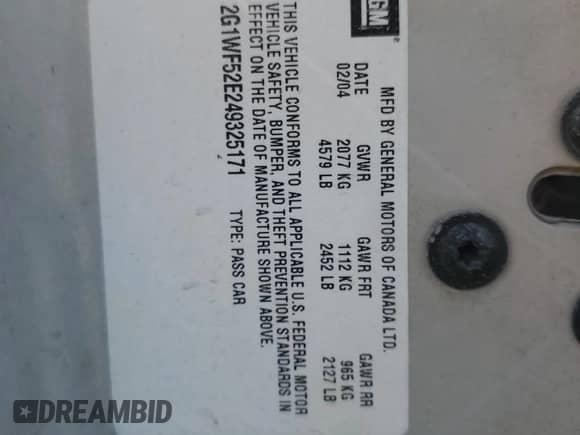 GM
®
MFD BY GENERAL MOTORS OF CANADA LTD.
DATE GVWR GAWR FRT GAWR RR
02/04 2077 KG 1112 KG 965 KG
4579 LB 2452 LB 2127 LB
THIS VEHICLE CONFORMS TO ALL APPLICABLE U.S. FEDERAL MOTOR
VEHICLE SAFETY, BUMPER, AND THEFT PREVENTION STANDARDS IN
EFFECT ON THE DATE OF MANUFACTURE SHOWN ABOVE.
2G1WF52E249325171 TYPE: PASS CAR
DREAMBID